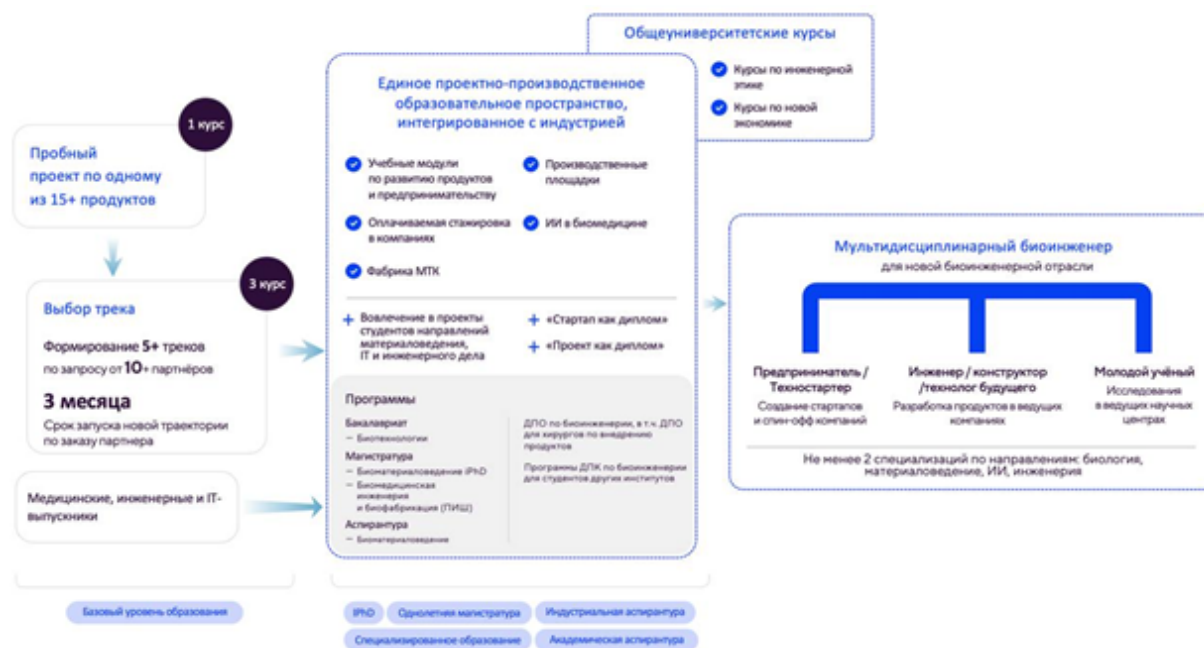 Общеуниверситетские курсы
Курсы по инженерной
этике
Курсы по новой
экономике
1 курс
Пробный
проект по одному
из 15+ продуктов
3 курс
Выбор трека
Формирование 5+ треков
по запросу от 10+ партнёров
3 месяца
Срок запуска новой траектории
по заказу партнера
Медицинские, инженерные и IT-
выпускники
Базовый уровень образования
Единое проектно-производственное
образовательное пространство,
интегрированное с индустрией
Учебные модули
по развитию продуктов
и предпринимательству
Производственные
площадки
Оплачиваемая стажировка
в компаниях
ИИ в биомедицине
Фабрика МТК
Вовлечение в проекты
студентов направлений
материаловедения,
IT и инженерного дела
«Стартап как диплом»
«Проект как диплом»
Программы
Бакалавриат
— Биотехнологии
Магистратура
— Биоматериаловедение iPhD
— Биомедицинская
инженерия
и биофабрикация (ПИШ)
Аспирантура
— Биоматериаловедение
ДПО по биоинженерии, в т.ч. ДПО
для хирургов по внедрению
продуктов
Программы ДПК по биоинженерии
для студентов других институтов
IPhD
Однолетняя магистратура
Индустриальная аспирантура
Специализированное образование
Академическая аспирантура
Мультидисциплинарный биоинженер
для новой биоинженерной отрасли
Предприниматель /
Техностартер
Создание стартапов
и спин-офф компаний
Инженер / конструктор
/технолог будущего
Разработка продуктов в ведущих
компаниях
Молодой учёный
Исследования
в ведущих научных
центрах
Не менее 2 специализаций по направлениям: биология,
материаловедение, ИИ, инженерия